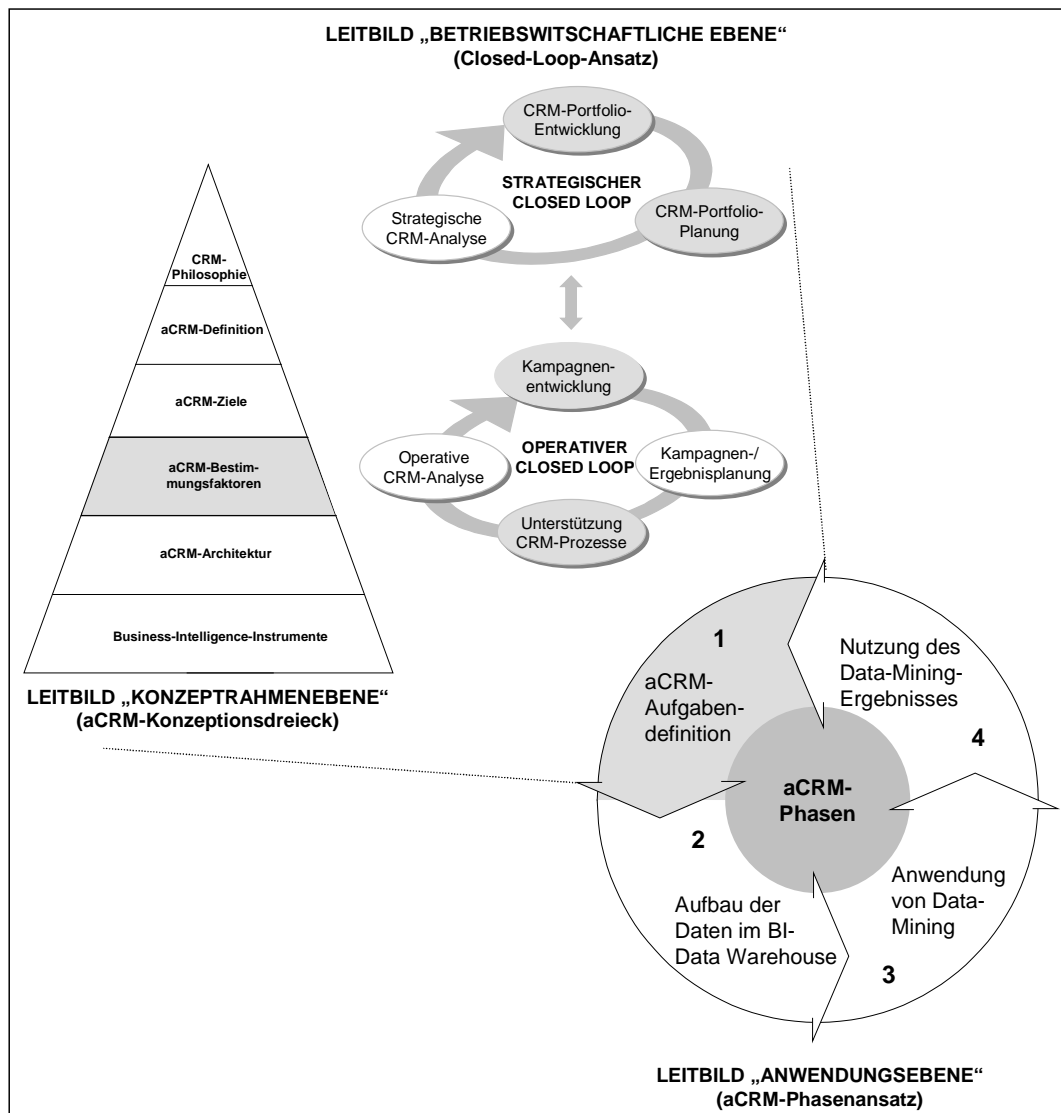 LEITBILD „BETRIEBSWITSCHAFTLICHE EBENE“
(Closed-Loop-Ansatz)
CRM-Portfolio-
Entwicklung
STRATEGISCHER
CLOSED LOOP
Strategische
CRM-Analyse
CRM-Portfolio-
Planung
Kampagnen-
entwicklung
OPERATIVER
CLOSED LOOP
Operative
CRM-Analyse
Kampagnen-/
Ergebnisplanung
Unterstützung
CRM-Prozesse
CRM-
Philosophie
aCRM-Definition
aCRM-Ziele
aCRM-Bestim-
mungsfaktoren
aCRM-Architektur
Business-Intelligence-Instrumente
LEITBILD „KONZEPTRAHMENEBENE“
(aCRM-Konzeptionsdreieck)
1
aCRM-
Aufgaben-
definition
2
Aufbau der
Daten im BI-
Data Warehouse
3
Anwendung
von Data-
Mining
4
Nutzung des
Data-Mining-
Ergebnisses
aCRM-
Phasen
LEITBILD „ANWENDUNGSEBENE“
(aCRM-Phasenansatz)